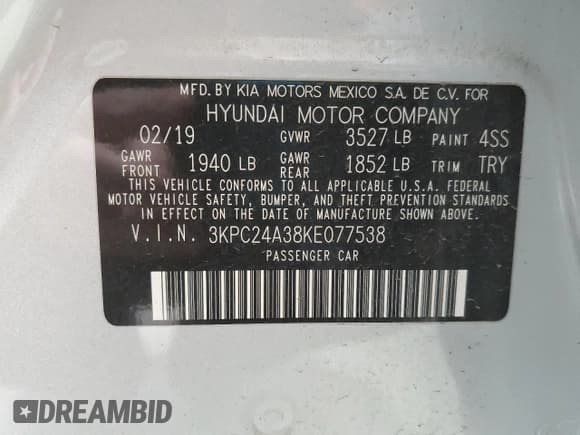 MFD. BY KIA MOTORS MEXICO S.A. DE C.V. FOR
HYUNDAI MOTOR COMPANY
02/19 GVWR 3527 LB PAINT 4SS
GAWR FRONT 1940 LB GAWR REAR 1852 LB TRIM TRY
THIS VEHICLE CONFORMS TO ALL APPLICABLE U.S.A. FEDERAL
MOTOR VEHICLE SAFETY, BUMPER, AND THEFT PREVENTION STANDARDS
IN EFFECT ON THE DATE OF MANUFACTURE SHOWN ABOVE.
V.I.N. 3KPC24A38KE077538
PASSENGER CAR
DREAMBID